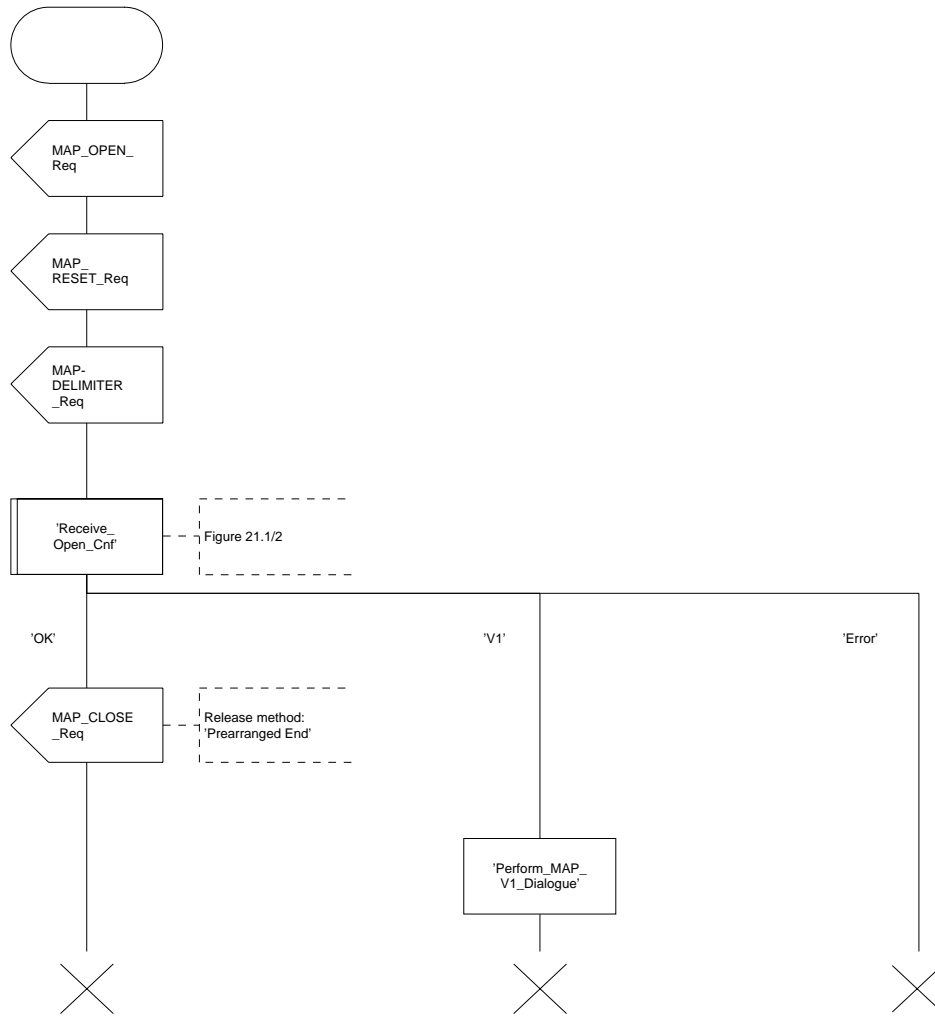 MAP_OPEN_
Req
MAP_
RESET_Req
MAP-
DELIMITER
_Req
'Receive_
Open_Cnf'
Figure 21.1/2
'OK'
'V1'
'Error'
MAP_CLOSE
_Req
Release method:
'Prearranged End'
'Perform_MAP_
V1_Dialogue'